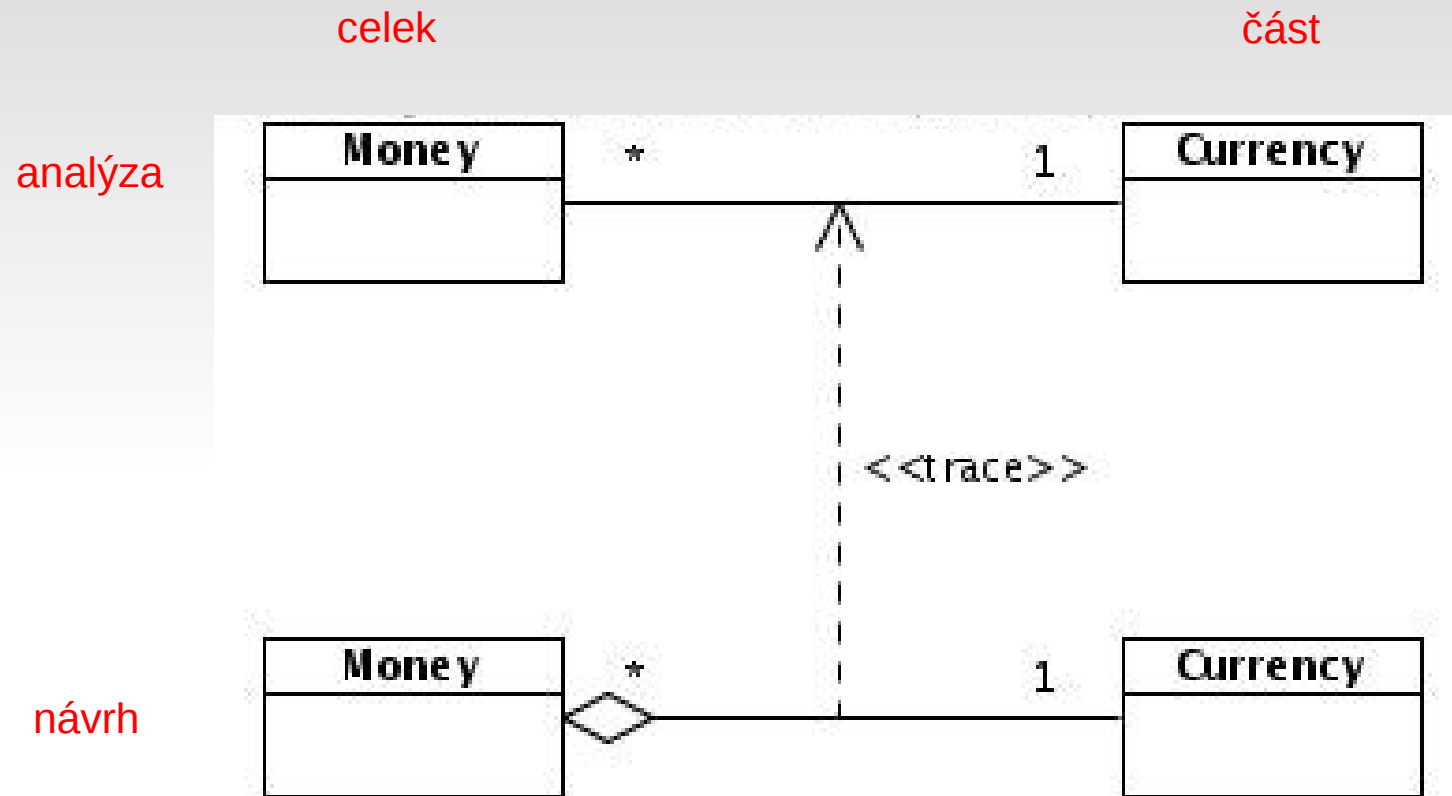 celek část
analýza
Money * 1 Currency
<<trace>>
návrh
Money * 1 Currency